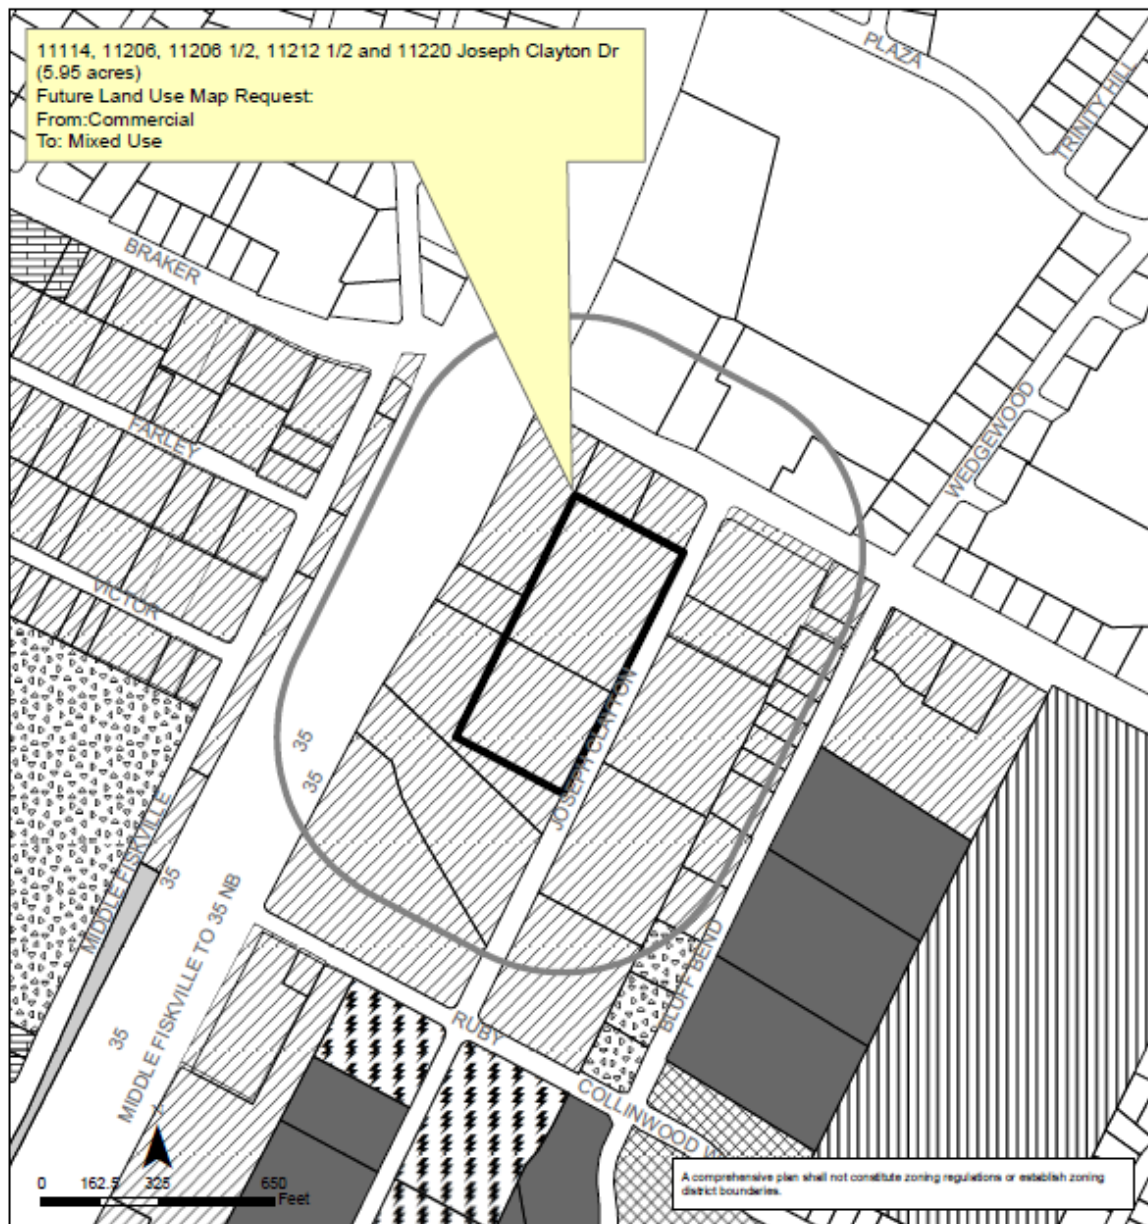 11114, 11206, 11206 1/2, 11212 1/2 and 11220 Joseph Clayton Dr
(5.95 acres)
Future Land Use Map Request:
From:Commercial
To: Mixed Use
PLAZA
TRINITY HILL
BRAKER
FARLEY
WEDGEWOOD
VICTOR
JOSEPH CLAYTON
35
35
MIDDLE FISKVILLE
35
MIDDLE FISKVILLE TO 35 NB
BLUFF BEND
35
RUBY
COLLINWOOD W
N
0 162.5 325 650
Feet
A comprehensive plan shall not constitute zoning regulations or establish zoning
district boundaries.